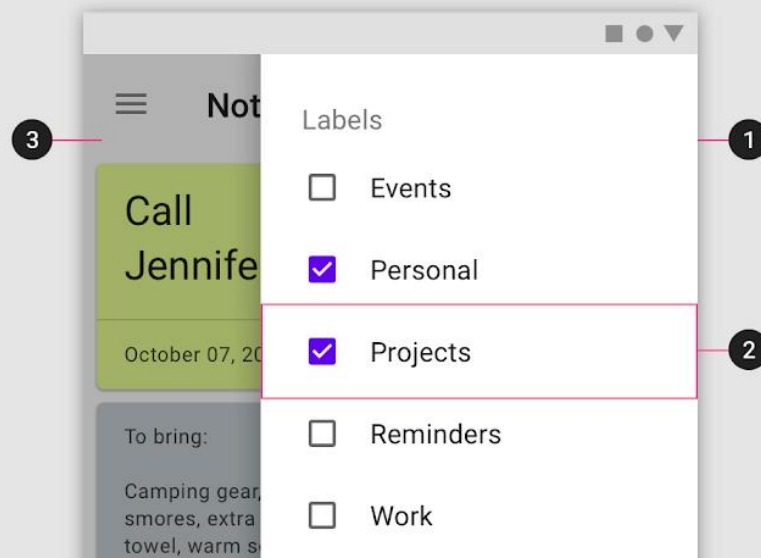 Not
Labels
3
1
Events
Call
Jennife
Personal
Projects
2
October 07, 20
Reminders
To bring:
Camping gear,
smores, extra
Work
towel, warm s